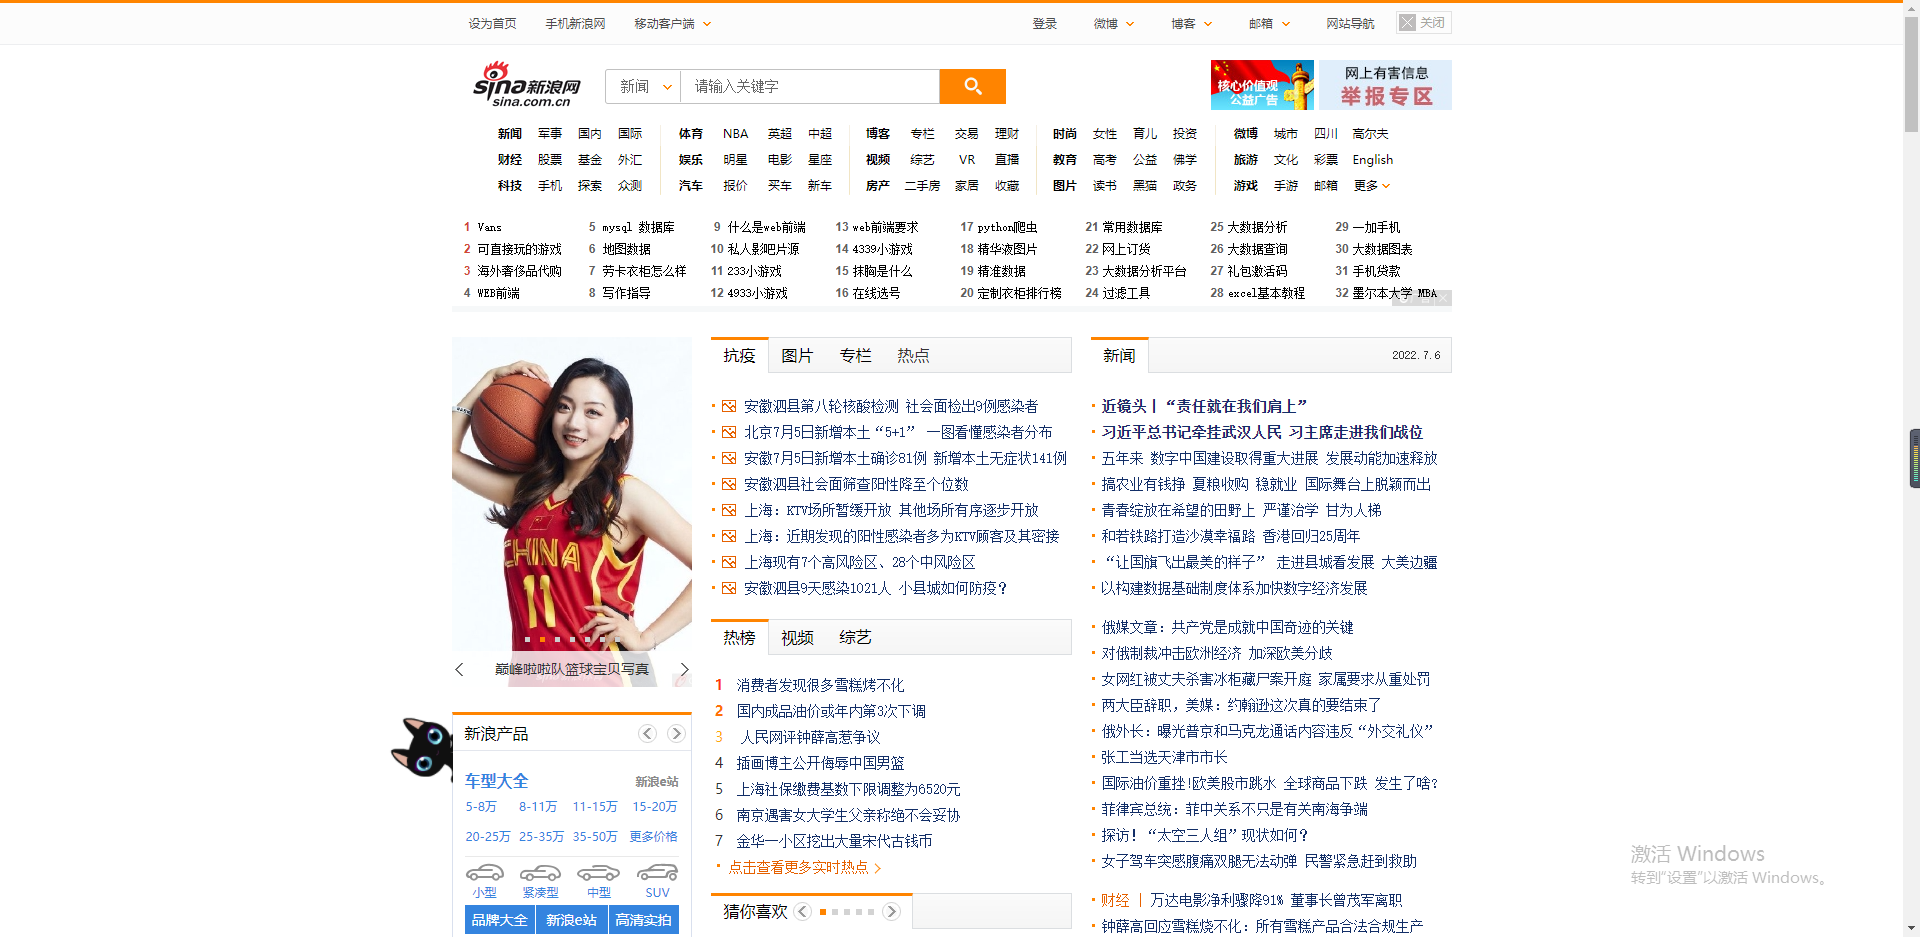 设为首页 手机新浪网 移动客户端 登录 微博 博客 邮箱 网站导航 关闭
sina新浪网
sina.com.cn
新闻 请输入关键字
核心价值观
公益广告
网上有害信息
举报专区
新闻 军事 国内 国际 体育 NBA 英超 中超 博客 专栏 交易 理财 时尚 女性 育儿 投资 微博 城市 四川 高尔夫
财经 股票 基金 外汇 娱乐 明星 电影 星座 视频 综艺 VR 直播 教育 高考 公益 佛学 旅游 文化 彩票 English
科技 手机 探索 众测 汽车 报价 买车 新车 房产 二手房 家居 收藏 图片 读书 黑猫 政务 游戏 手游 邮箱 更多
1 Vans 5 mysql 数据库 9 什么是web前端 13 web前端要求 17 python爬虫 21 常用数据库 25 大数据分析 29 一加手机
2 可直接玩的游戏 6 地图数据 10 私人影吧片源 14 4339小游戏 18 精华液图片 22 网上订货 26 大数据查询 30 大数据图表
3 海外奢侈品代购 7 劳卡衣柜怎么样 11 233小游戏 15 抹胸是什么 19 精准数据 23 大数据分析平台 27 礼包激活码 31 手机贷款
4 WEB前端 8 写作指导 12 4933小游戏 16 在线选号 20 定制衣柜排行榜 24 过滤工具 28 excel基本教程 32 墨尔本大学 MBA
CHINA
11
巅峰啦啦队篮球宝贝写真
新浪产品
车型大全 新浪e站
5-8万 8-11万 11-15万 15-20万
20-25万 25-35万 35-50万 更多价格
小型 紧凑型 中型 SUV
品牌大全 新浪e站 高清实拍
抗疫 图片 专栏 热点
安徽泗县第八轮核酸检测 社会面检出9例感染者
北京7月5日新增本土“5+1” 一图看懂感染者分布
安徽7月5日新增本土确诊81例 新增本土无症状141例
安徽泗县社会面筛查阳性降至个位数
上海：KTV场所暂缓开放 其他场所有序逐步开放
上海：近期发现的阳性感染者多为KTV顾客及其密接
上海现有7个高风险区、28个中风险区
安徽泗县9天感染1021人 小县城如何防疫？
热榜 视频 综艺
1 消费者发现很多雪糕烤不化
2 国内成品油价或年内第3次下调
3 人民网评钟薛高惹争议
4 插画博主公开侮辱中国男篮
5 上海社保缴费基数下限调整为6520元
6 南京遇害女大学生父亲称绝不会妥协
7 金华一小区挖出大量宋代古钱币
点击查看更多实时热点
猜你喜欢
新闻 2022.7.6
近镜头丨“责任就在我们肩上”
习近平总书记牵挂武汉人民 习主席走进我们战位
五年来 数字中国建设取得重大进展 发展动能加速释放
搞农业有钱挣 夏粮收购 稳就业 国际舞台上脱颖而出
青春绽放在希望的田野上 严谨治学 甘为人梯
和若铁路打造沙漠幸福路 香港回归25周年
“让国旗飞出最美的样子” 走进县城看发展 大美边疆
以构建数据基础制度体系加快数字经济发展
俄媒文章：共产党是成就中国奇迹的关键
对俄制裁冲击欧洲经济 加深欧美分歧
女网红被丈夫杀害冰柜藏尸案开庭 家属要求从重处罚
两大臣辞职，美媒：约翰逊这次真的要结束了
俄外长：曝光普京和马克龙通话内容违反“外交礼仪”
张工当选天津市市长
国际油价重挫!欧美股市跳水 全球商品下跌 发生了啥?
菲律宾总统：菲中关系不只是有关南海争端
探访！“太空三人组”现状如何？
女子驾车突感腹痛双腿无法动弹 民警紧急赶到救助
财经 | 万达电影净利骤降91% 董事长曾茂军离职
钟薛高回应雪糕烧不化：所有雪糕产品合法合规生产
激活 Windows
转到“设置”以激活 Windows。